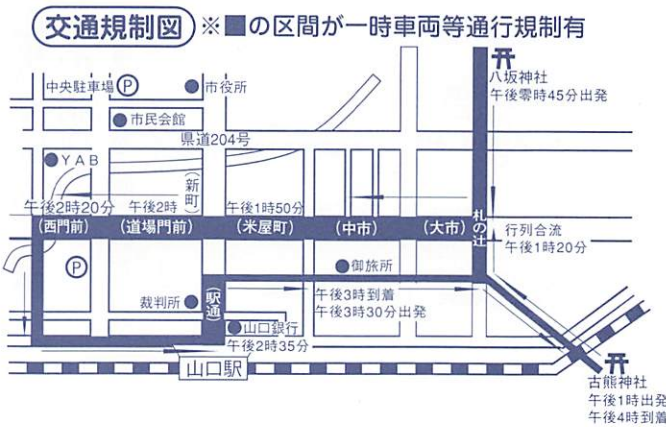 交通規制図 ※■の区間が一時車両等通行規制有
中央駐車場 P
市役所
八坂神社
午後零時45分出発
市民会館
県道204号
YAB
(新町)
午後2時20分
午後2時
午後1時50分
(西門前)
(道場門前)
(米屋町)
(中市)
(大市)
札の辻
行列合流
午後1時20分
P
御旅所
午後3時到着
午後3時30分出発
裁判所
(駅通)
山口銀行
午後2時35分
山口駅
古熊神社
午後1時出発
午後4時到着